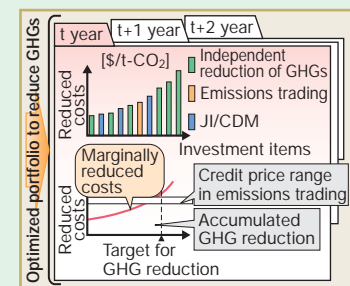 Optimized portfolio to reduce GHGs
t year
t+1 year
t+2 year
[$/t-CO₂]
Reduced
costs
Independent
reduction of GHGs
Emissions trading
JI/CDM
Investment items
Marginally
reduced
costs
Credit price range
in emissions trading
Reduced
costs
Accumulated
GHG reduction
Target for
GHG reduction